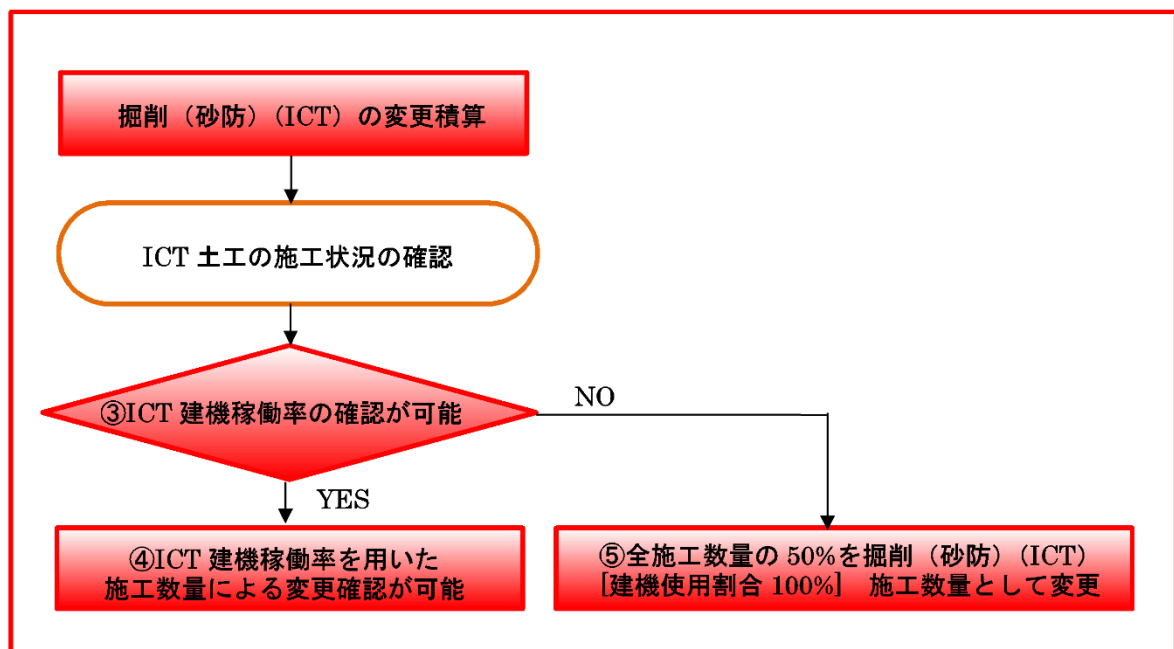 掘削（砂防）(ICT）の変更積算
ICT 土工の施工状況の確認
③ICT 建機稼働率の確認が可能
NO
YES
④ICT 建機稼働率を用いた
施工数量による変更確認が可能
⑤全施工数量の 50%を掘削（砂防）(ICT）
[建機使用割合 100%]　施工数量として変更